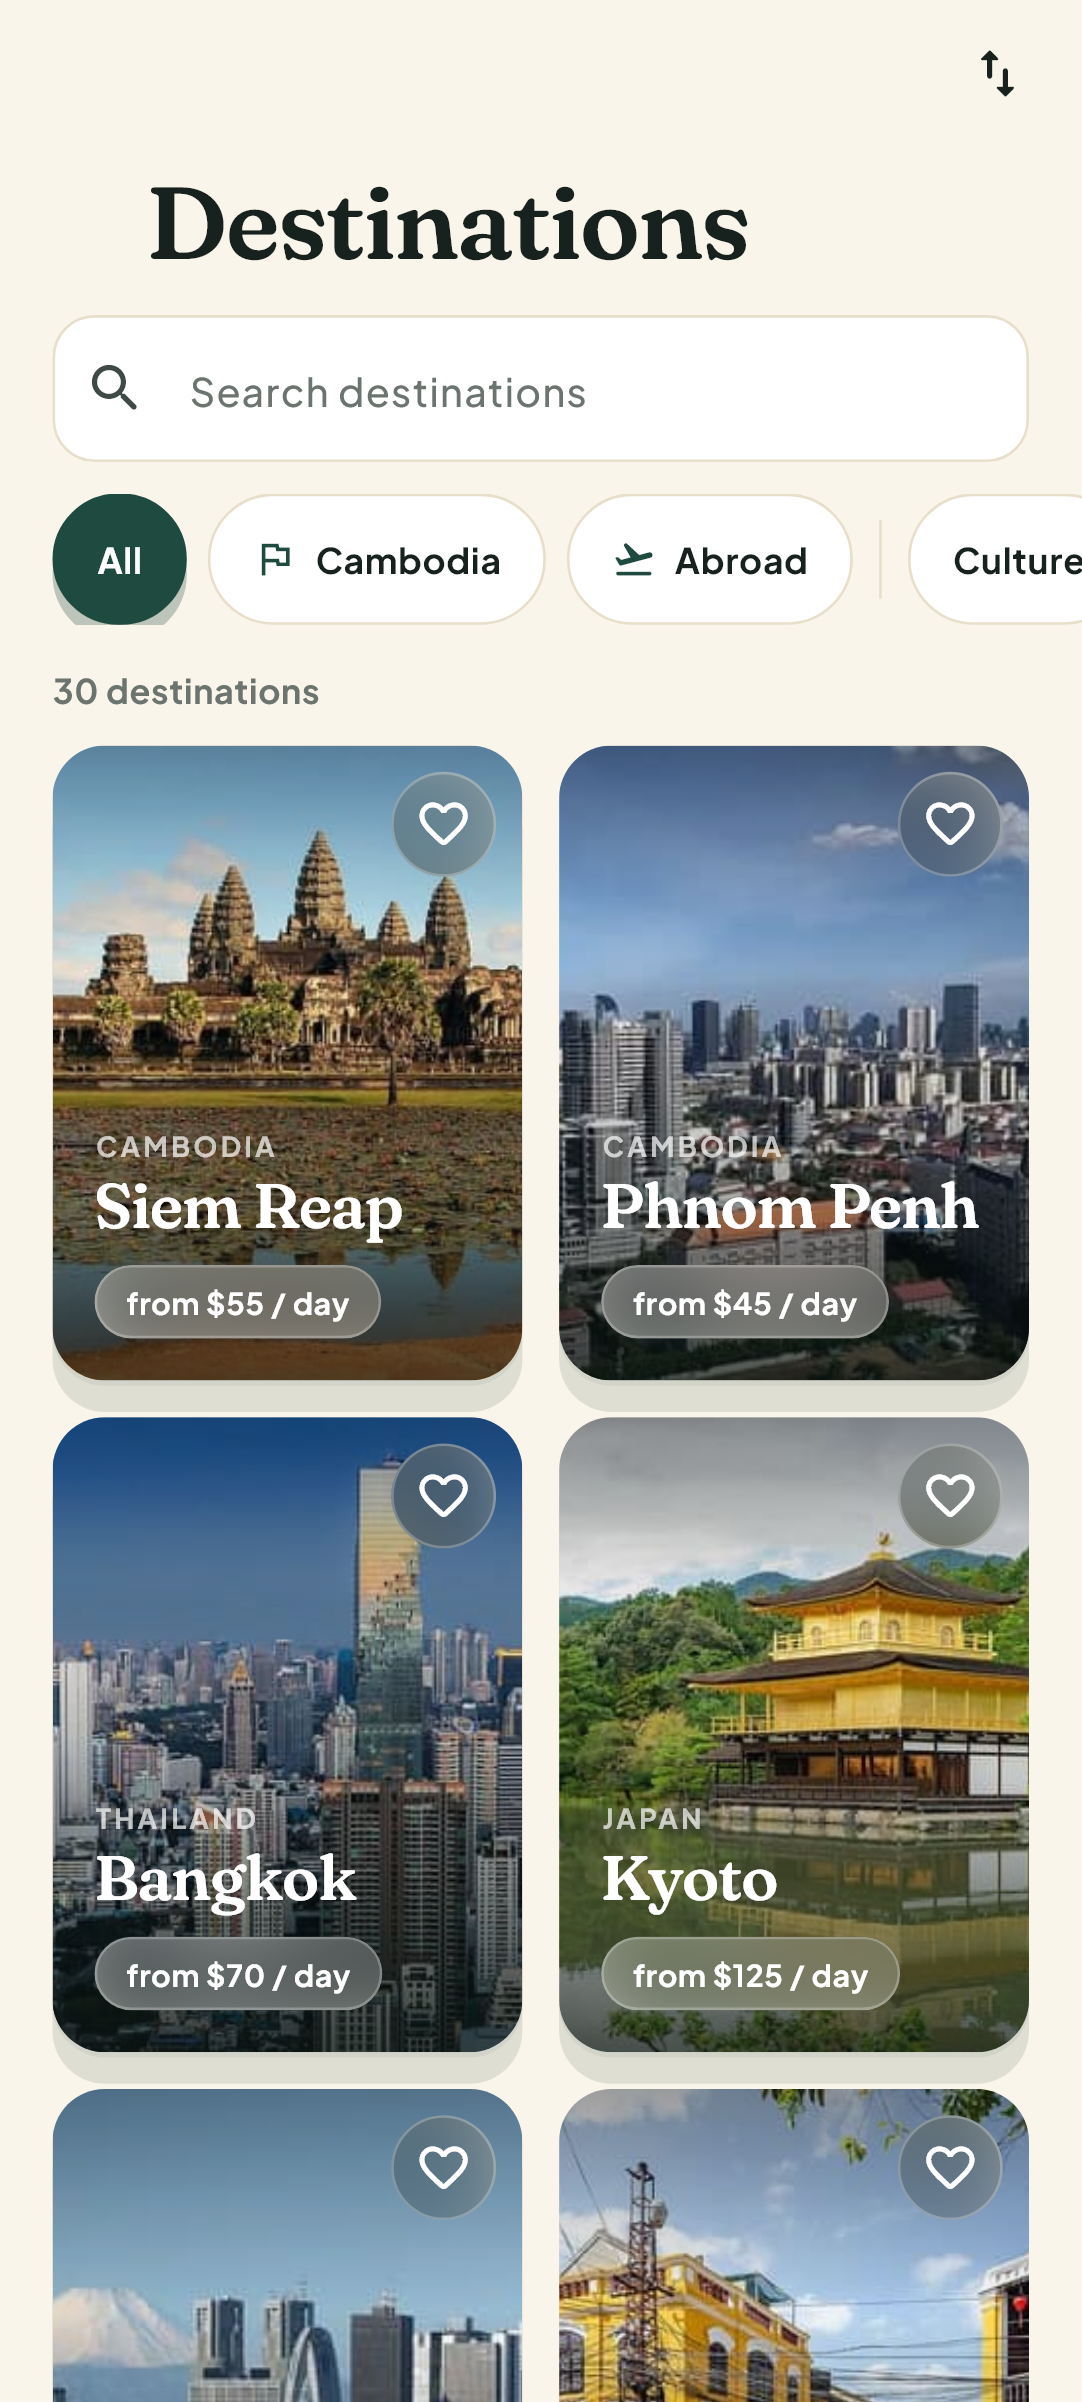 Destinations
Search destinations
All
Cambodia
Abroad
Culture
30 destinations
CAMBODIA
Siem Reap
from $55 / day
CAMBODIA
Phnom Penh
from $45 / day
THAILAND
Bangkok
from $70 / day
JAPAN
Kyoto
from $125 / day